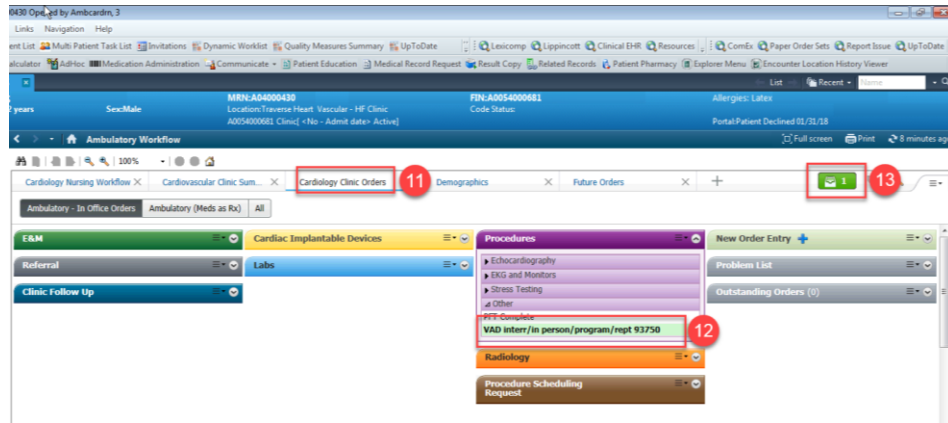 00430 Opened by Ambcardrn, 3
Links Navigation Help
ent List Multi Patient Task List Invitations Dynamic Worklist Quality Measures Summary UpToDate Lexicomp Lippincott Clinical EHR Resources ComEx Paper Order Sets Report Issue UpToDate
alculator AdHoc Medication Administration Communicate Patient Education Medical Record Request Result Copy Related Records Patient Pharmacy Explorer Menu Encounter Location History Viewer
List Recent Name
MRN:A04000430 FIN:A0054000681 Allergies: Latex
years Sex:Male Location:Traverse Heart Vascular - HF Clinic Code Status:
A0054000681 Clinic[ <No - Admit date> Active] Portal:Patient Declined 01/31/18
Ambulatory Workflow Full screen Print 8 minutes ago
100%
Cardiology Nursing Workflow Cardiovascular Clinic Sum... Cardiology Clinic Orders 11 Demographics Future Orders 1 13
Ambulatory - In Office Orders Ambulatory (Meds as Rx) All
E&M Cardiac Implantable Devices Procedures New Order Entry
Referral Labs Echocardiography Problem List
EKG and Monitors
Clinic Follow Up Stress Testing Outstanding Orders (0)
Other
PFT Complete
VAD interr/in person/program/rept 93750 12
Radiology
Procedure Scheduling
Request